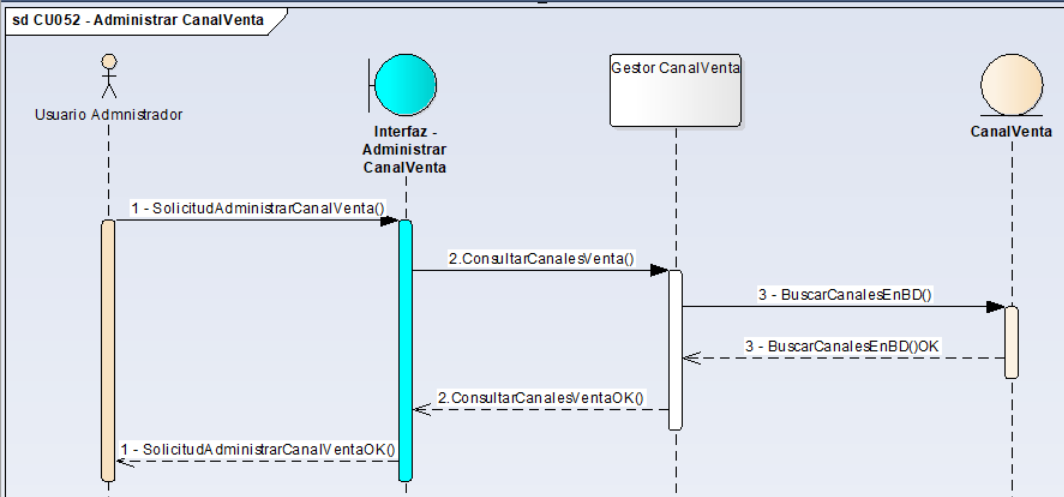 sd CU052 - Administrar CanalVenta
Usuario Admnistrador
Interfaz -
Administrar
CanalVenta
Gestor CanalVenta
CanalVenta
1 - SolicitudAdministrarCanalVenta()
2.ConsultarCanalesVenta()
3 - BuscarCanalesEnBD()
3 - BuscarCanalesEnBD()OK
2.ConsultarCanalesVentaOK()
1 - SolicitudAdministrarCanalVentaOK()